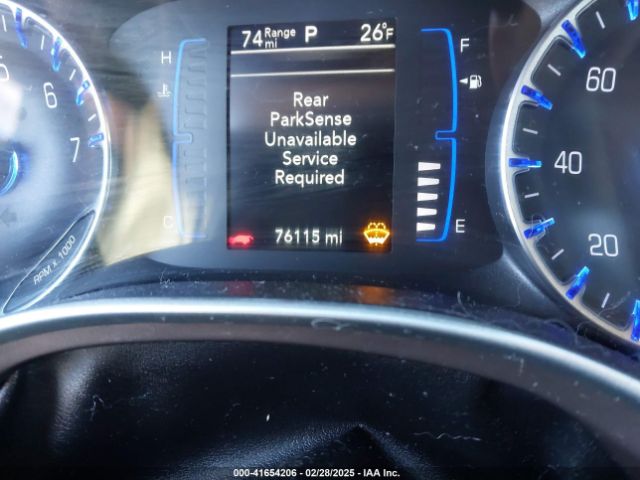 74 Range mi P 26°F
H
F
Rear
ParkSense
Unavailable
Service
Required
C
E
76115 mi
6
7
RPM x 1000
60
40
20
000-41654206 - 02/28/2025 - IAA Inc.